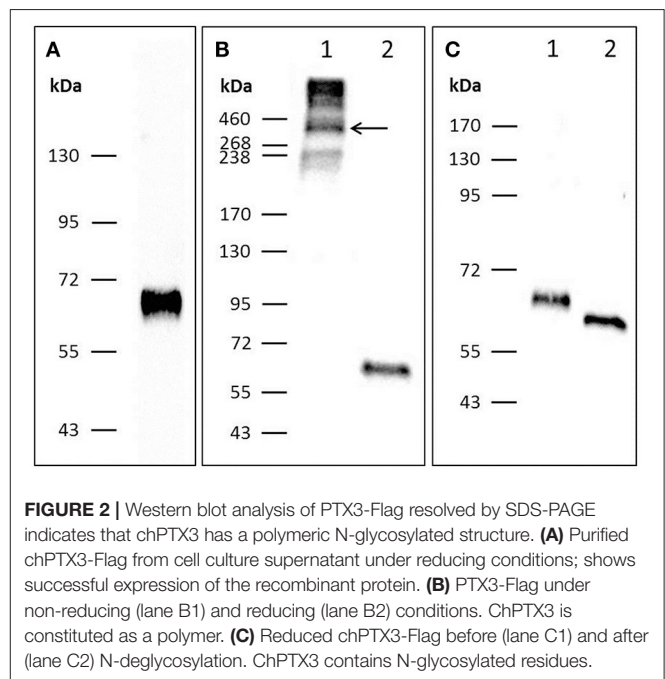 A
kDa
130
95
72
55
43
B
1 2
kDa
460
268
238
170
130
95
72
55
43
C
1 2
kDa
170
130
95
72
55
43
FIGURE 2 | Western blot analysis of PTX3-Flag resolved by SDS-PAGE
indicates that chPTX3 has a polymeric N-glycosylated structure. (A) Purified
chPTX3-Flag from cell culture supernatant under reducing conditions; shows
successful expression of the recombinant protein. (B) PTX3-Flag under
non-reducing (lane B1) and reducing (lane B2) conditions. ChPTX3 is
constituted as a polymer. (C) Reduced chPTX3-Flag before (lane C1) and after
(lane C2) N-deglycosylation. ChPTX3 contains N-glycosylated residues.